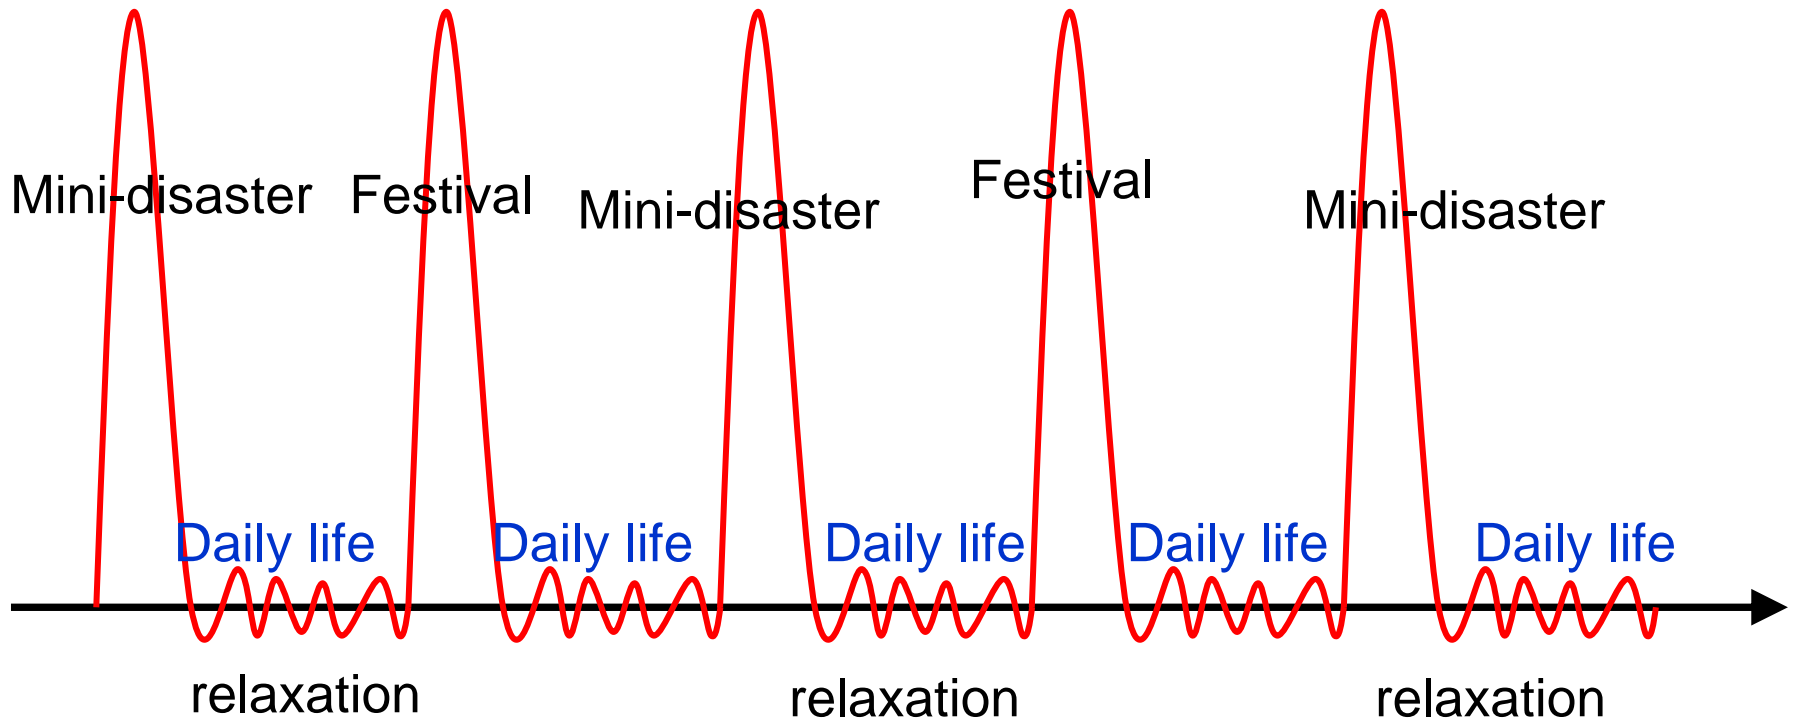 Mini-disaster
Festival
Mini-disaster
Festival
Mini-disaster
Daily life
Daily life
Daily life
Daily life
Daily life
relaxation
relaxation
relaxation